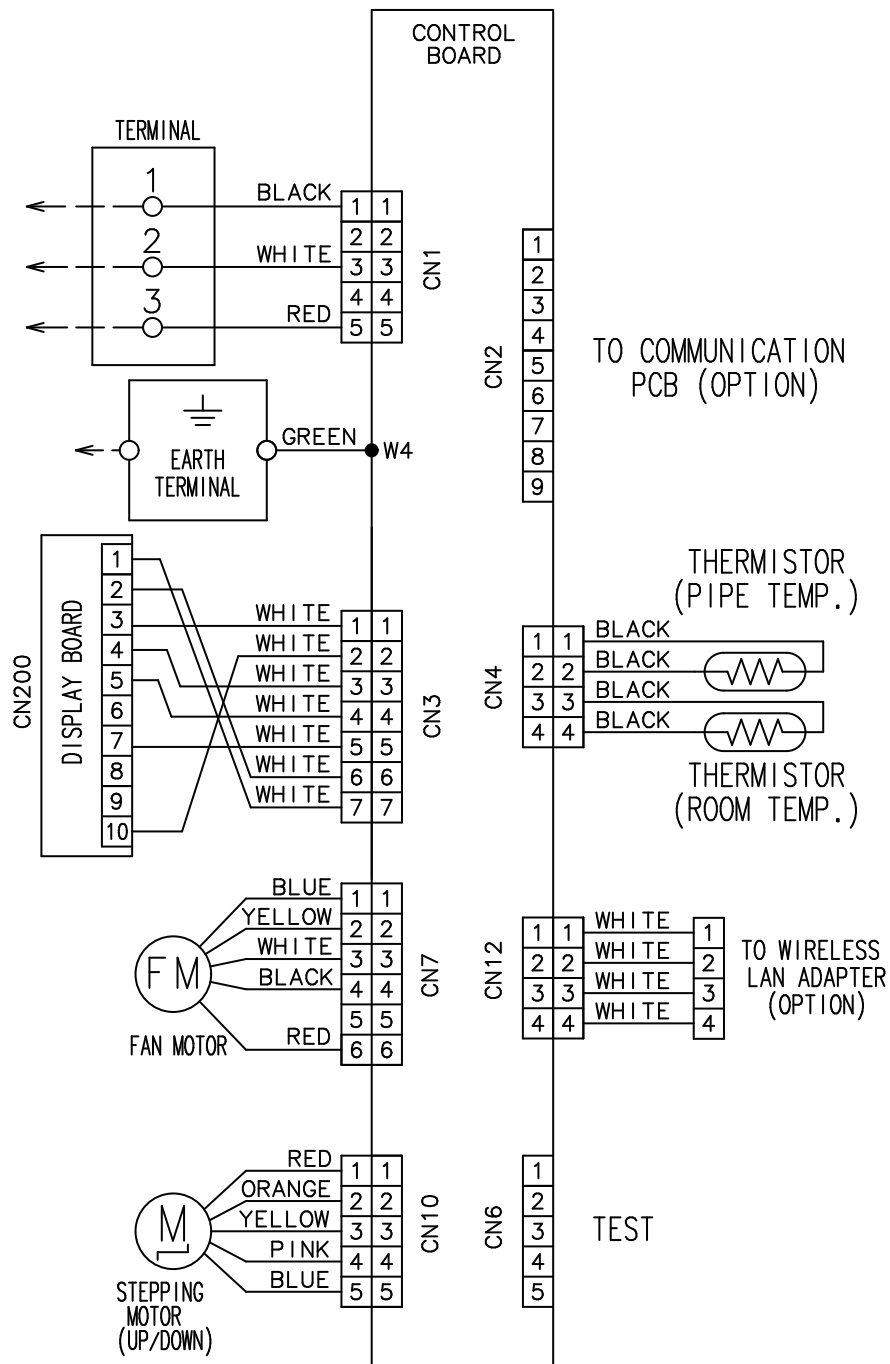 CONTROL
BOARD
TERMINAL
1
BLACK
1 1
2
2 2
WHITE
3 3
3
4 4
RED
5 5
CN1
EARTH
TERMINAL
GREEN
W4
CN2
1
2
3
4
5
6
7
8
9
TO COMMUNICATION
PCB (OPTION)
CN200
DISPLAY BOARD
1
2
3
4
5
6
7
8
9
10
WHITE 1 1
WHITE 2 2
WHITE 3 3
WHITE 4 4
WHITE 5 5
WHITE 6 6
WHITE 7 7
CN3
THERMISTOR
(PIPE TEMP.)
CN4
1 1 BLACK
2 2 BLACK
3 3 BLACK
4 4 BLACK
THERMISTOR
(ROOM TEMP.)
FM
FAN MOTOR
BLUE 1 1
YELLOW 2 2
WHITE 3 3
BLACK 4 4
5 5
RED 6 6
CN7
CN12
1 1 WHITE 1
2 2 WHITE 2
3 3 WHITE 3
4 4 WHITE 4
TO WIRELESS
LAN ADAPTER
(OPTION)
M
STEPPING
MOTOR
(UP/DOWN)
RED 1 1
ORANGE 2 2
YELLOW 3 3
PINK 4 4
BLUE 5 5
CN10
CN6
1
2
3
4
5
TEST